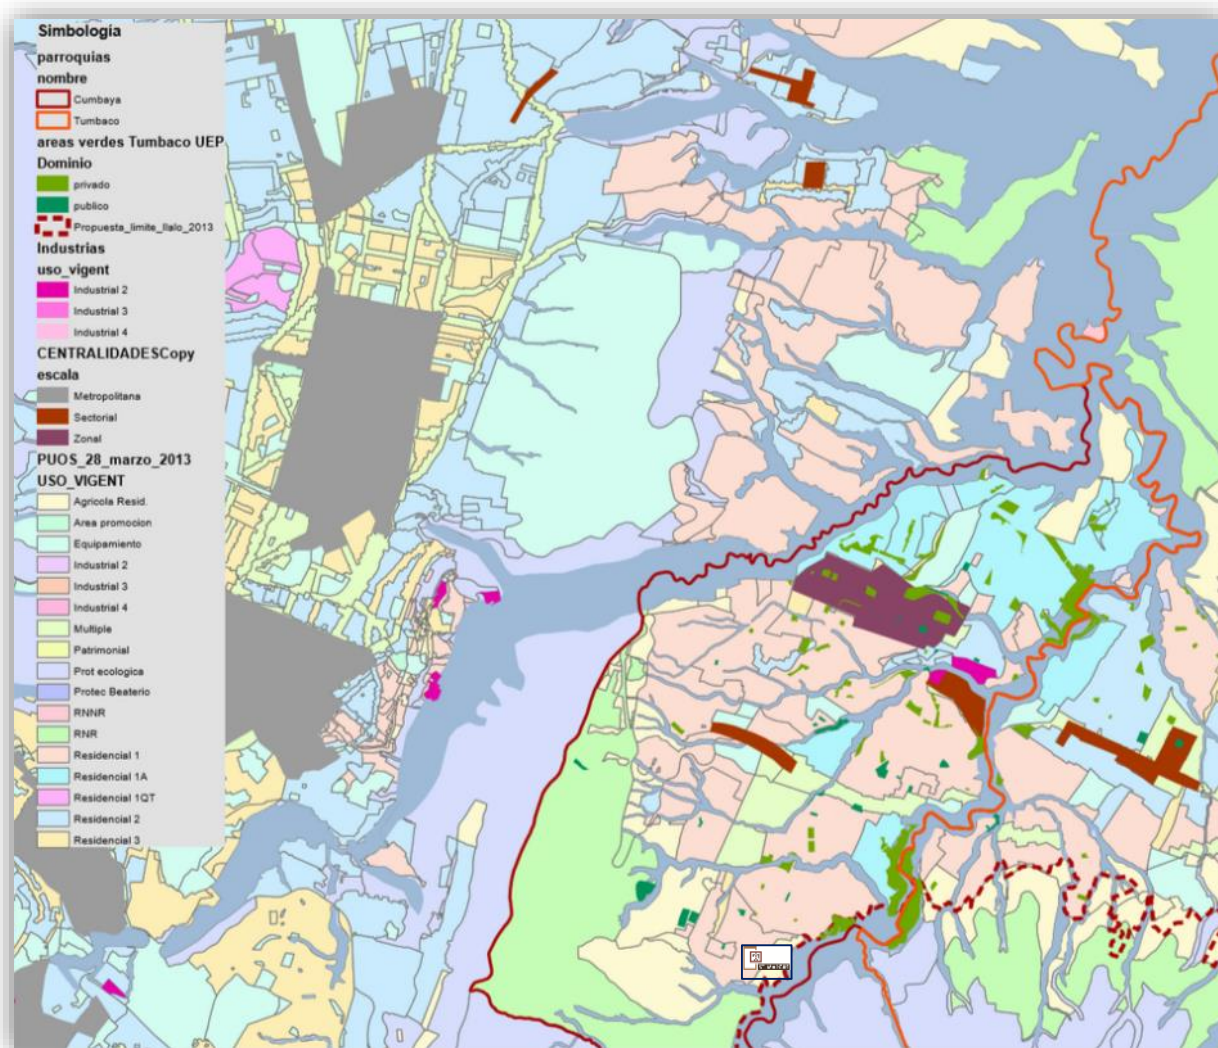 Simbología
parroquias
nombre
Cumbaya
Tumbaco
areas verdes Tumbaco UEP
Dominio
privado
publico
Propuesta_limite_Ilalo_2013
Industrias
uso_vigent
Industrial 2
Industrial 3
Industrial 4
CENTRALIDADESCopy
escala
Metropolitana
Sectorial
Zonal
PUOS_28_marzo_2013
USO_VIGENT
Agricola Resid.
Area promocion
Equipamiento
Industrial 2
Industrial 3
Industrial 4
Multiple
Patrimonial
Prot ecologica
Protec Beaterio
RNNR
RNR
Residencial 1
Residencial 1A
Residencial 1QT
Residencial 2
Residencial 3